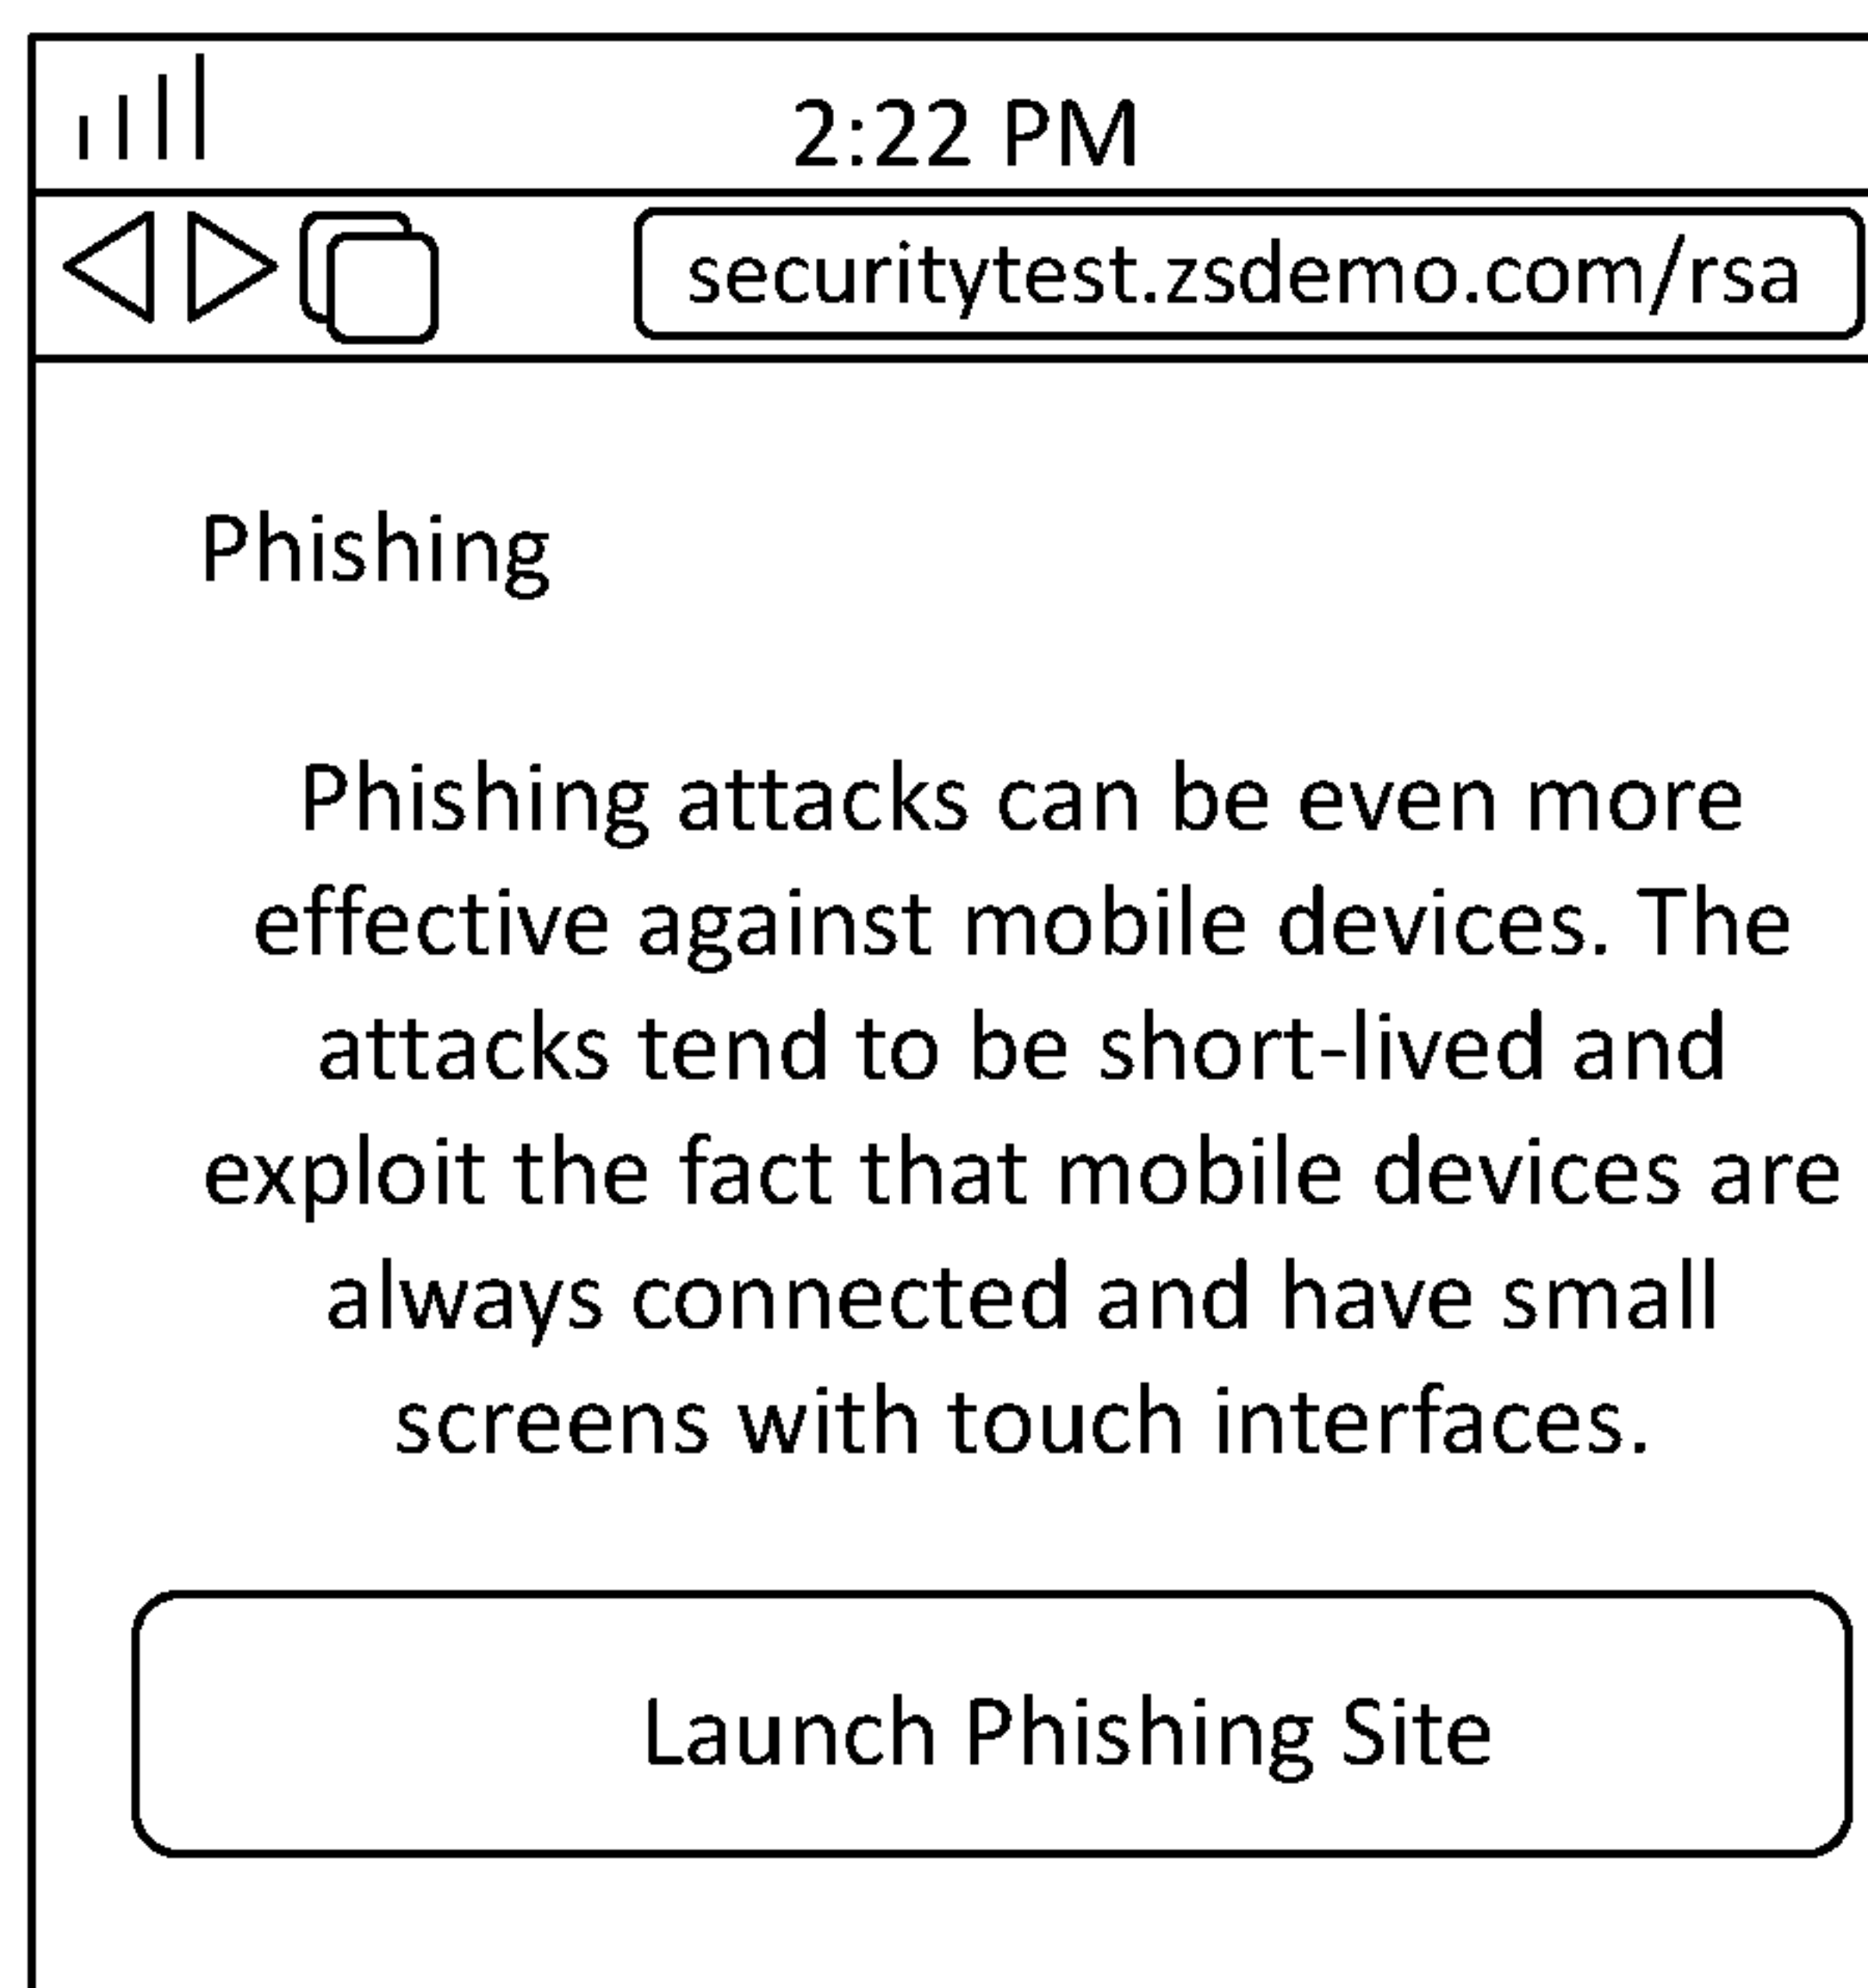 2:22 PM
securitytest.zsdemo.com/rsa
Phishing
Phishing attacks can be even more
effective against mobile devices. The
attacks tend to be short-lived and
exploit the fact that mobile devices are
always connected and have small
screens with touch interfaces.
Launch Phishing Site